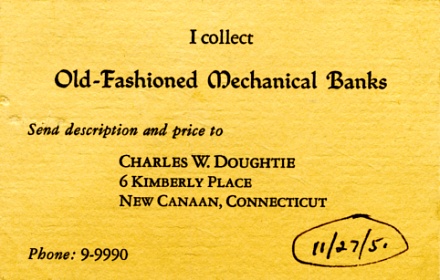 I collect
Old-Fashioned Mechanical Banks
Send description and price to
CHARLES W. DOUGHTIE
6 KIMBERLY PLACE
NEW CANAAN, CONNECTICUT
Phone: 9-9990
11/27/5.